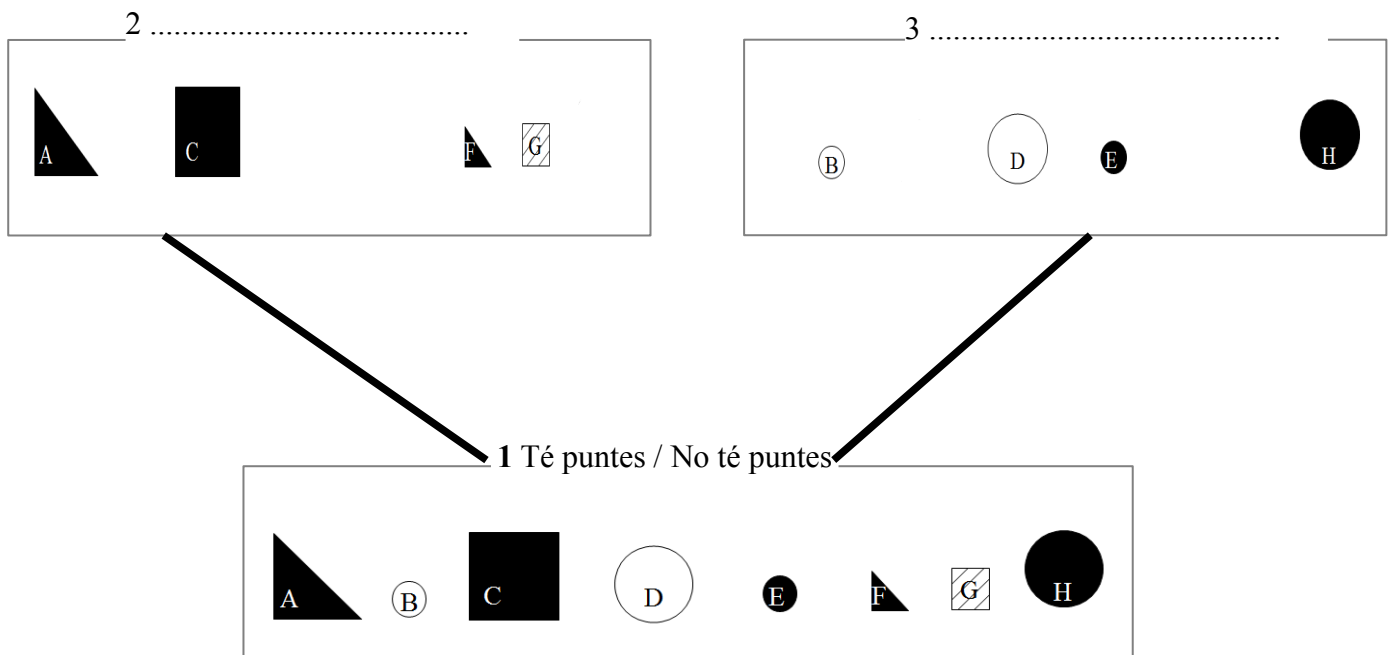 2 ..................................
3 .....................................
A C F G
B D E H
1 Té puntes / No té puntes
A B C D E F G H